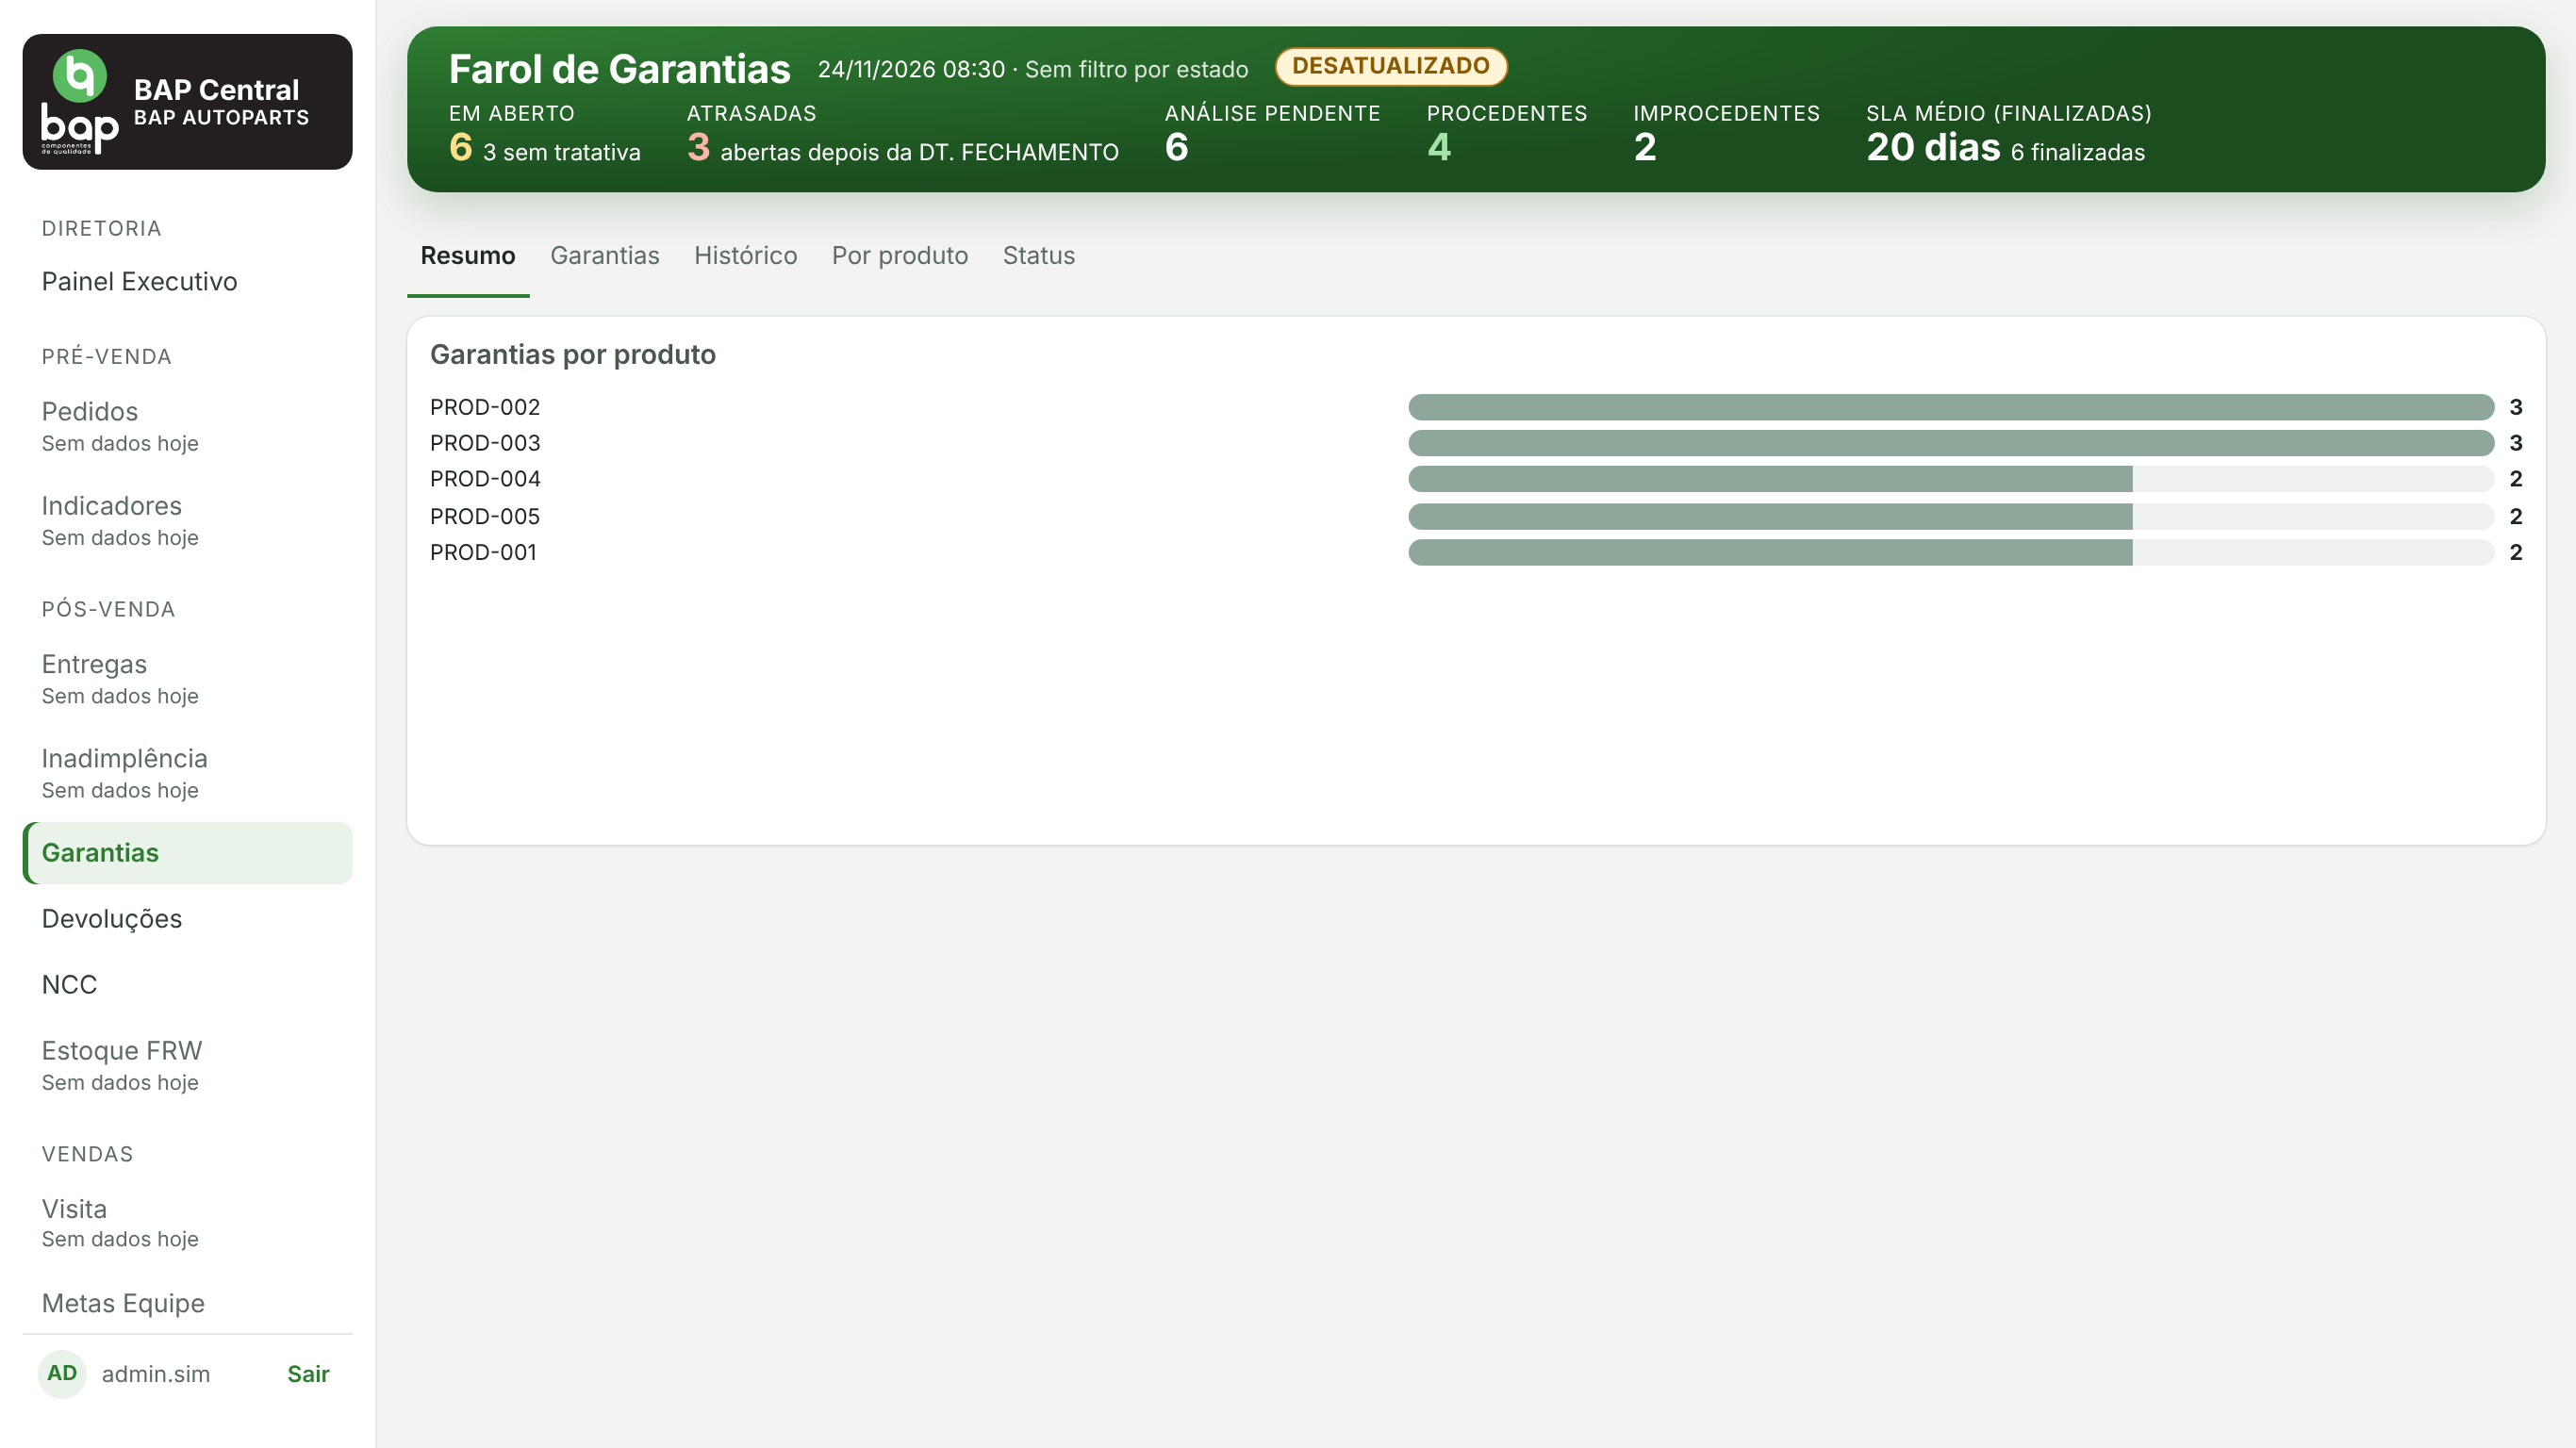 bap
componentes
de qualidade
BAP Central
BAP AUTOPARTS
DIRETORIA
Painel Executivo
PRÉ-VENDA
Pedidos
Sem dados hoje
Indicadores
Sem dados hoje
PÓS-VENDA
Entregas
Sem dados hoje
Inadimplência
Sem dados hoje
Garantias
Devoluções
NCC
Estoque FRW
Sem dados hoje
VENDAS
Visita
Sem dados hoje
Metas Equipe
AD admin.sim Sair
Farol de Garantias 24/11/2026 08:30 · Sem filtro por estado DESATUALIZADO
EM ABERTO
6 3 sem tratativa
ATRASADAS
3 abertas depois da DT. FECHAMENTO
ANÁLISE PENDENTE
6
PROCEDENTES
4
IMPROCEDENTES
2
SLA MÉDIO (FINALIZADAS)
20 dias 6 finalizadas
Resumo Garantias Histórico Por produto Status
Garantias por produto
PROD-002 3
PROD-003 3
PROD-004 2
PROD-005 2
PROD-001 2